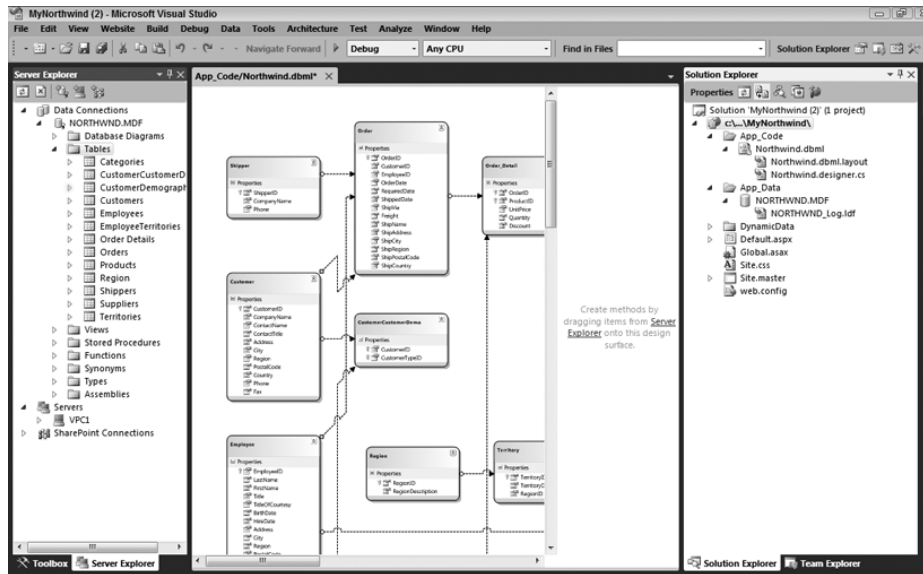 MyNorthwind (2) - Microsoft Visual Studio
File Edit View Website Build Debug Data Tools Architecture Test Analyze Window Help
Navigate Forward Debug Any CPU Find in Files Solution Explorer
Server Explorer
Data Connections
NORTHWND.MDF
Database Diagrams
Tables
Categories
CustomerCustomerD
CustomerDemograph
Customers
Employees
EmployeeTerritories
Order Details
Orders
Products
Region
Shippers
Suppliers
Territories
Views
Stored Procedures
Functions
Synonyms
Types
Assemblies
Servers
VPC1
SharePoint Connections
Toolbox Server Explorer
App_Code/Northwind.dbml*
Shipper
Properties
ShipperID
CompanyName
Phone
Order
Properties
OrderID
CustomerID
EmployeeID
OrderDate
RequiredDate
ShippedDate
ShipVia
Freight
ShipName
ShipAddress
ShipCity
ShipRegion
ShipPostalCode
ShipCountry
Order_Detail
Properties
OrderID
ProductID
UnitPrice
Quantity
Discount
Customer
Properties
CustomerID
CompanyName
ContactName
ContactTitle
Address
City
Region
PostalCode
Country
Phone
Fax
CustomerCustomerDemo
Properties
CustomerID
CustomerTypeID
Employee
Properties
EmployeeID
LastName
FirstName
Title
TitleOfCourtesy
BirthDate
HireDate
Address
City
Region
PostalCode
Region
Properties
RegionID
RegionDescription
Territory
Properties
TerritoryD
RegionID
Create methods by
dragging items from Server
Explorer onto this design
surface.
Solution Explorer
Properties
Solution 'MyNorthwind (2)' (1 project)
c:\...\MyNorthwind\
App_Code
Northwind.dbml
Northwind.dbml.layout
Northwind.designer.cs
App_Data
NORTHWND.MDF
NORTHWND_Log.ldf
DynamicData
Default.aspx
Global.asax
Site.css
Site.master
web.config
Solution Explorer Team Explorer